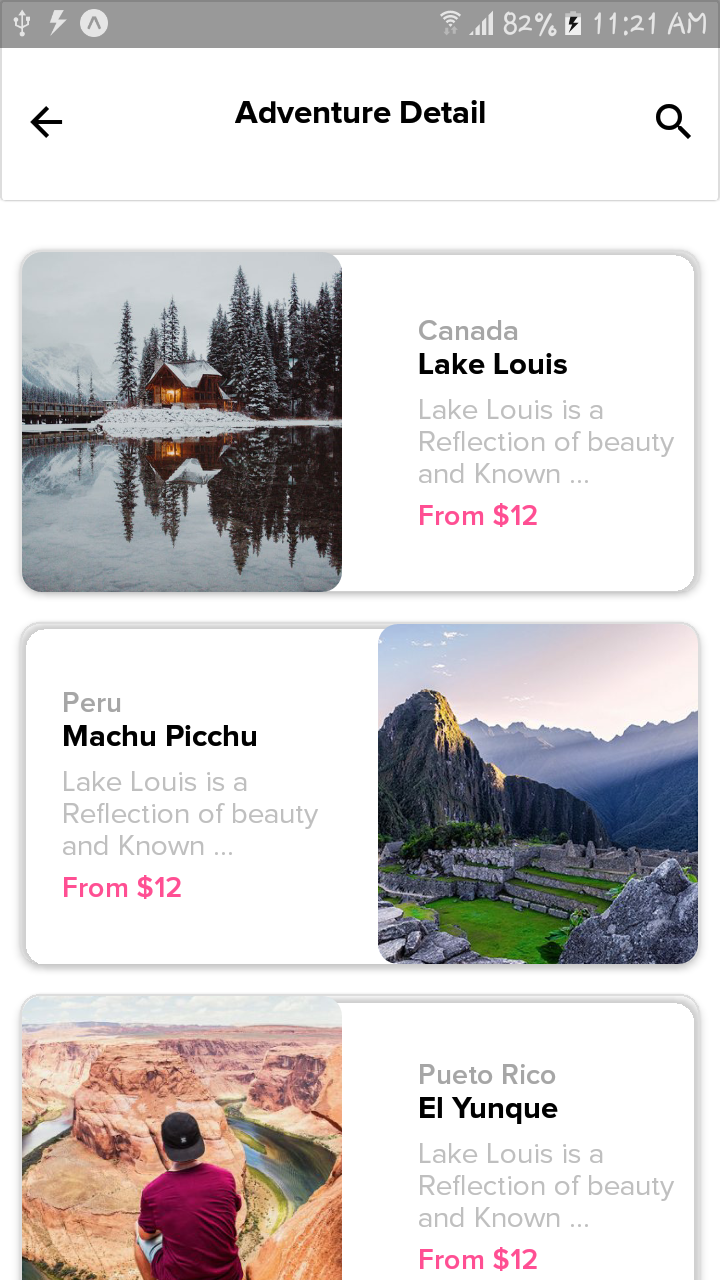 82% 11:21 AM
Adventure Detail
Canada
Lake Louis
Lake Louis is a
Reflection of beauty
and Known ...
From $12
Peru
Machu Picchu
Lake Louis is a
Reflection of beauty
and Known ...
From $12
Pueto Rico
El Yunque
Lake Louis is a
Reflection of beauty
and Known ...
From $12